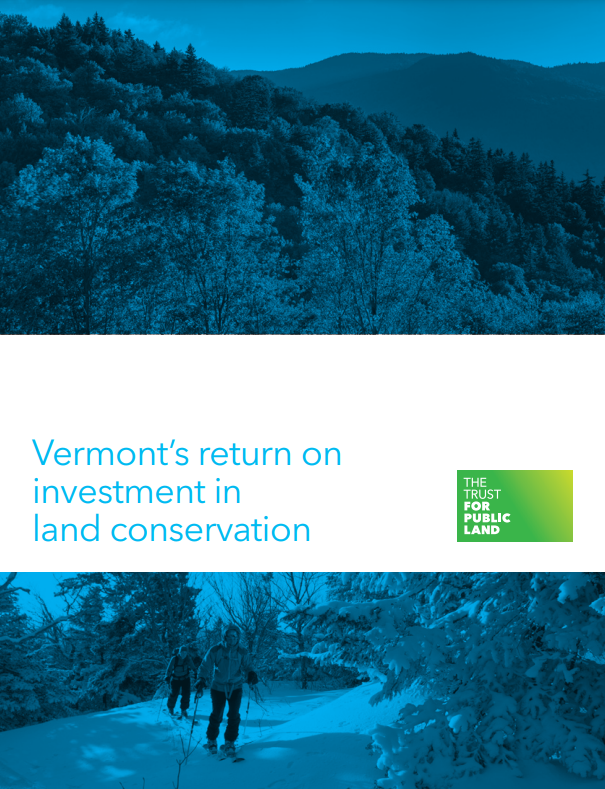 Vermont’s return on
investment in
land conservation
THE
TRUST
FOR
PUBLIC
LAND